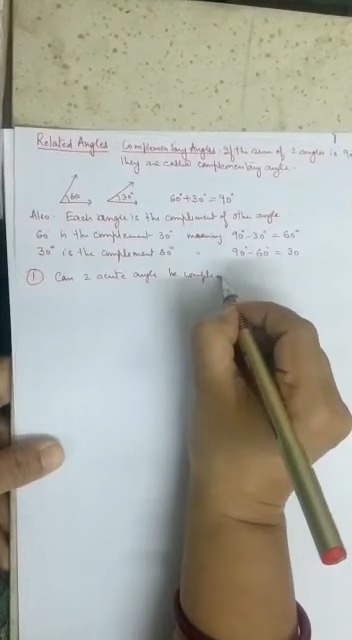 Related Angles Complementary Angles : If the sum of 2 angles is 90
They are called complementary angle.
60° 30° 60°+30° = 90°
Also : Each angle is the compliment of othe angle
60° is the complement 30° meaning 90°-30° = 60°
30° is the complement 60° " 90°-60° = 30
① Can 2 acute angle be comple